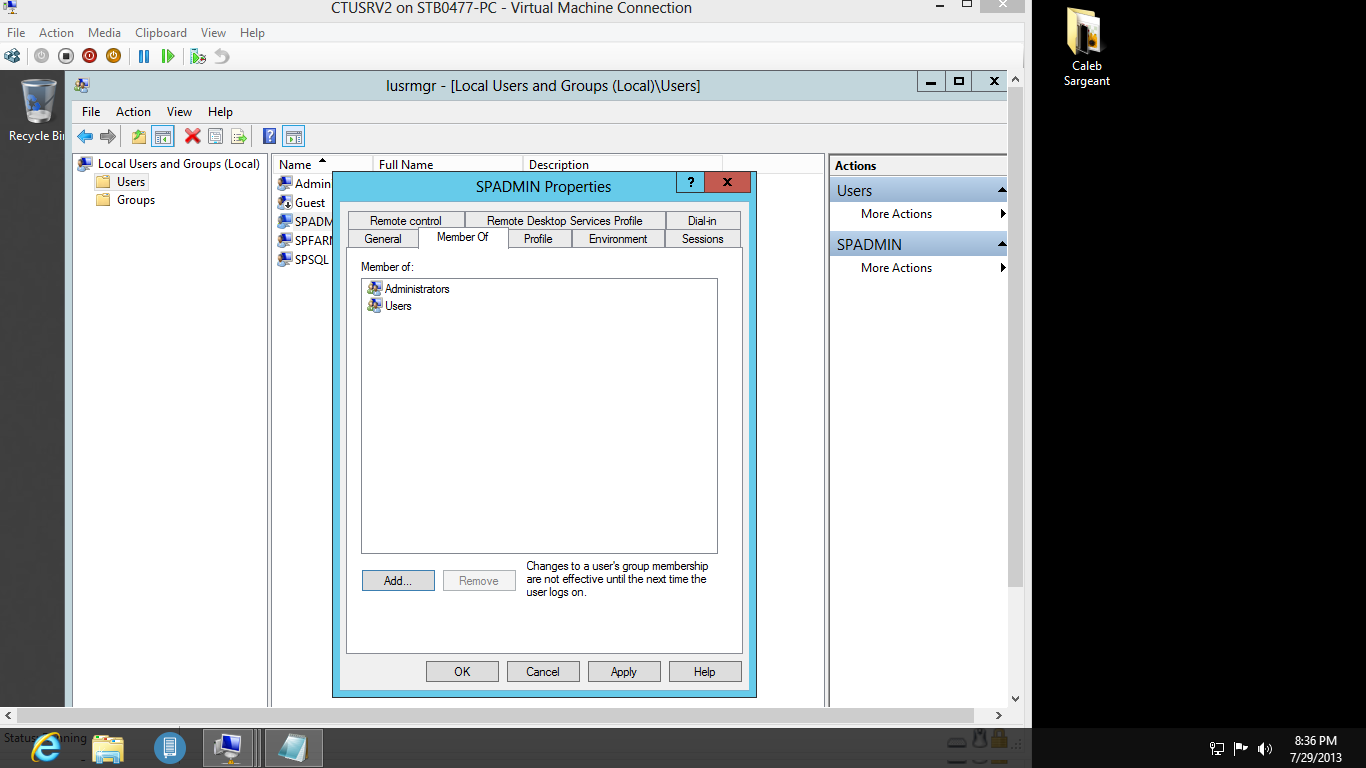 CTUSRV2 on STB0477-PC - Virtual Machine Connection
File Action Media Clipboard View Help
Caleb
Sargeant
Recycle Bin
lusrmgr - [Local Users and Groups (Local)\Users]
File Action View Help
Local Users and Groups (Local)
Users
Groups
Name Full Name Description
Admin
Guest
SPADM
SPFARM
SPSQL
SPADMIN Properties
? x
Remote control Remote Desktop Services Profile Dial-in
General Member Of Profile Environment Sessions
Member of:
Administrators
Users
Add... Remove
Changes to a user's group membership
are not effective until the next time the
user logs on.
OK Cancel Apply Help
Actions
Users
More Actions
SPADMIN
More Actions
8:36 PM
7/29/2013